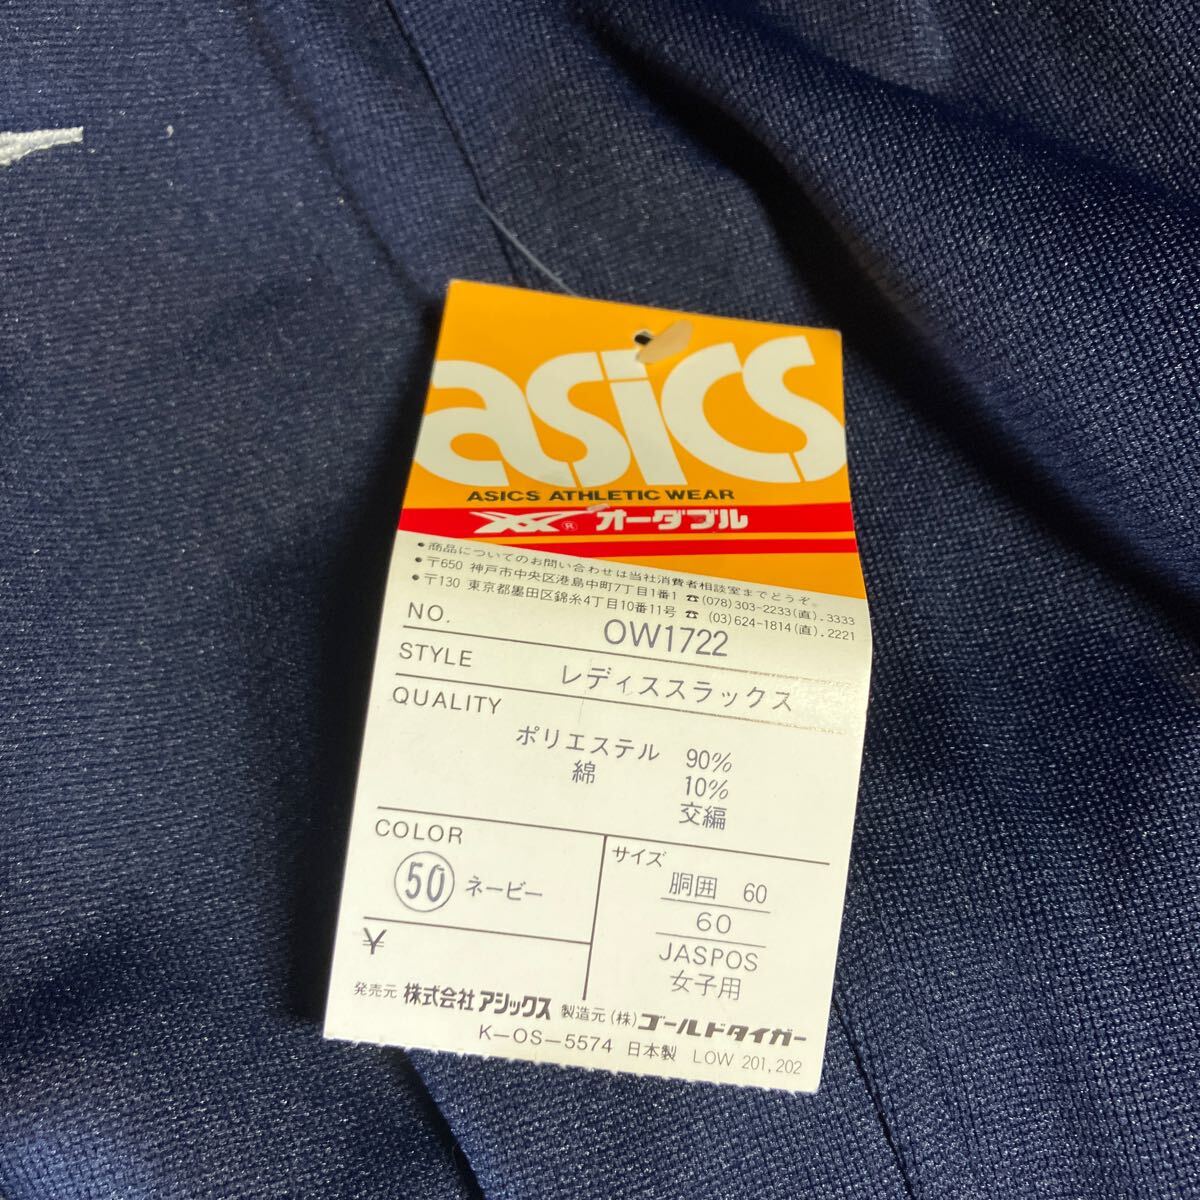 asics
ASICS ATHLETIC WEAR
® オーダブル
●商品についてのお問い合わせは当社消費者相談室までどうぞ。
●〒650 神戸市中央区港島中町7丁目1番1 ☎(078)303-2233(直).3333
●〒130 東京都墨田区錦糸4丁目10番11号 ☎(03)624-1814(直).2221
NO. OW1722
STYLE レディススラックス
QUALITY
ポリエステル 90%
綿 10%
交編
COLOR
50 ネービー
¥
サイズ
胴囲 60
60
JASPOS
女子用
発売元 株式会社アシックス 製造元(株)ゴールドタイガー
K-OS-5574 日本製 LOW 201,202